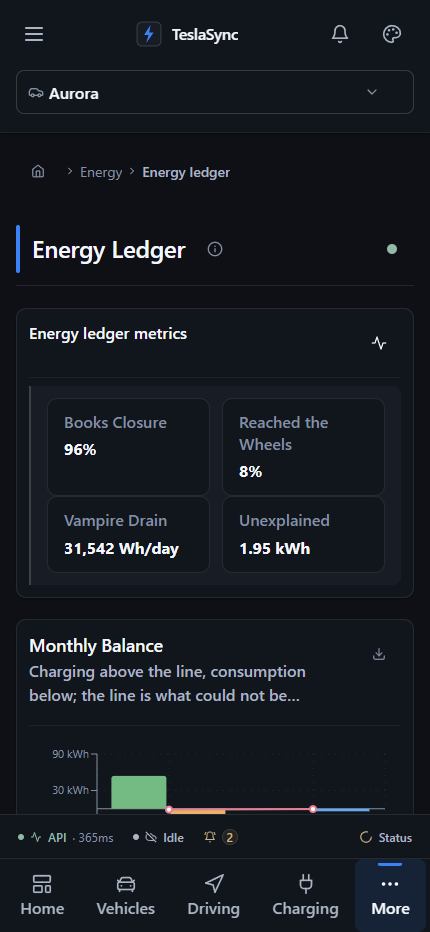 TeslaSync
Aurora
Energy
Energy ledger
Energy Ledger
Energy ledger metrics
Books Closure
96%
Reached the
Wheels
8%
Vampire Drain
31,542 Wh/day
Unexplained
1.95 kWh
Monthly Balance
Charging above the line, consumption
below; the line is what could not be...
90 kWh
30 kWh
API · 365ms
Idle
2
Status
Home
Vehicles
Driving
Charging
More